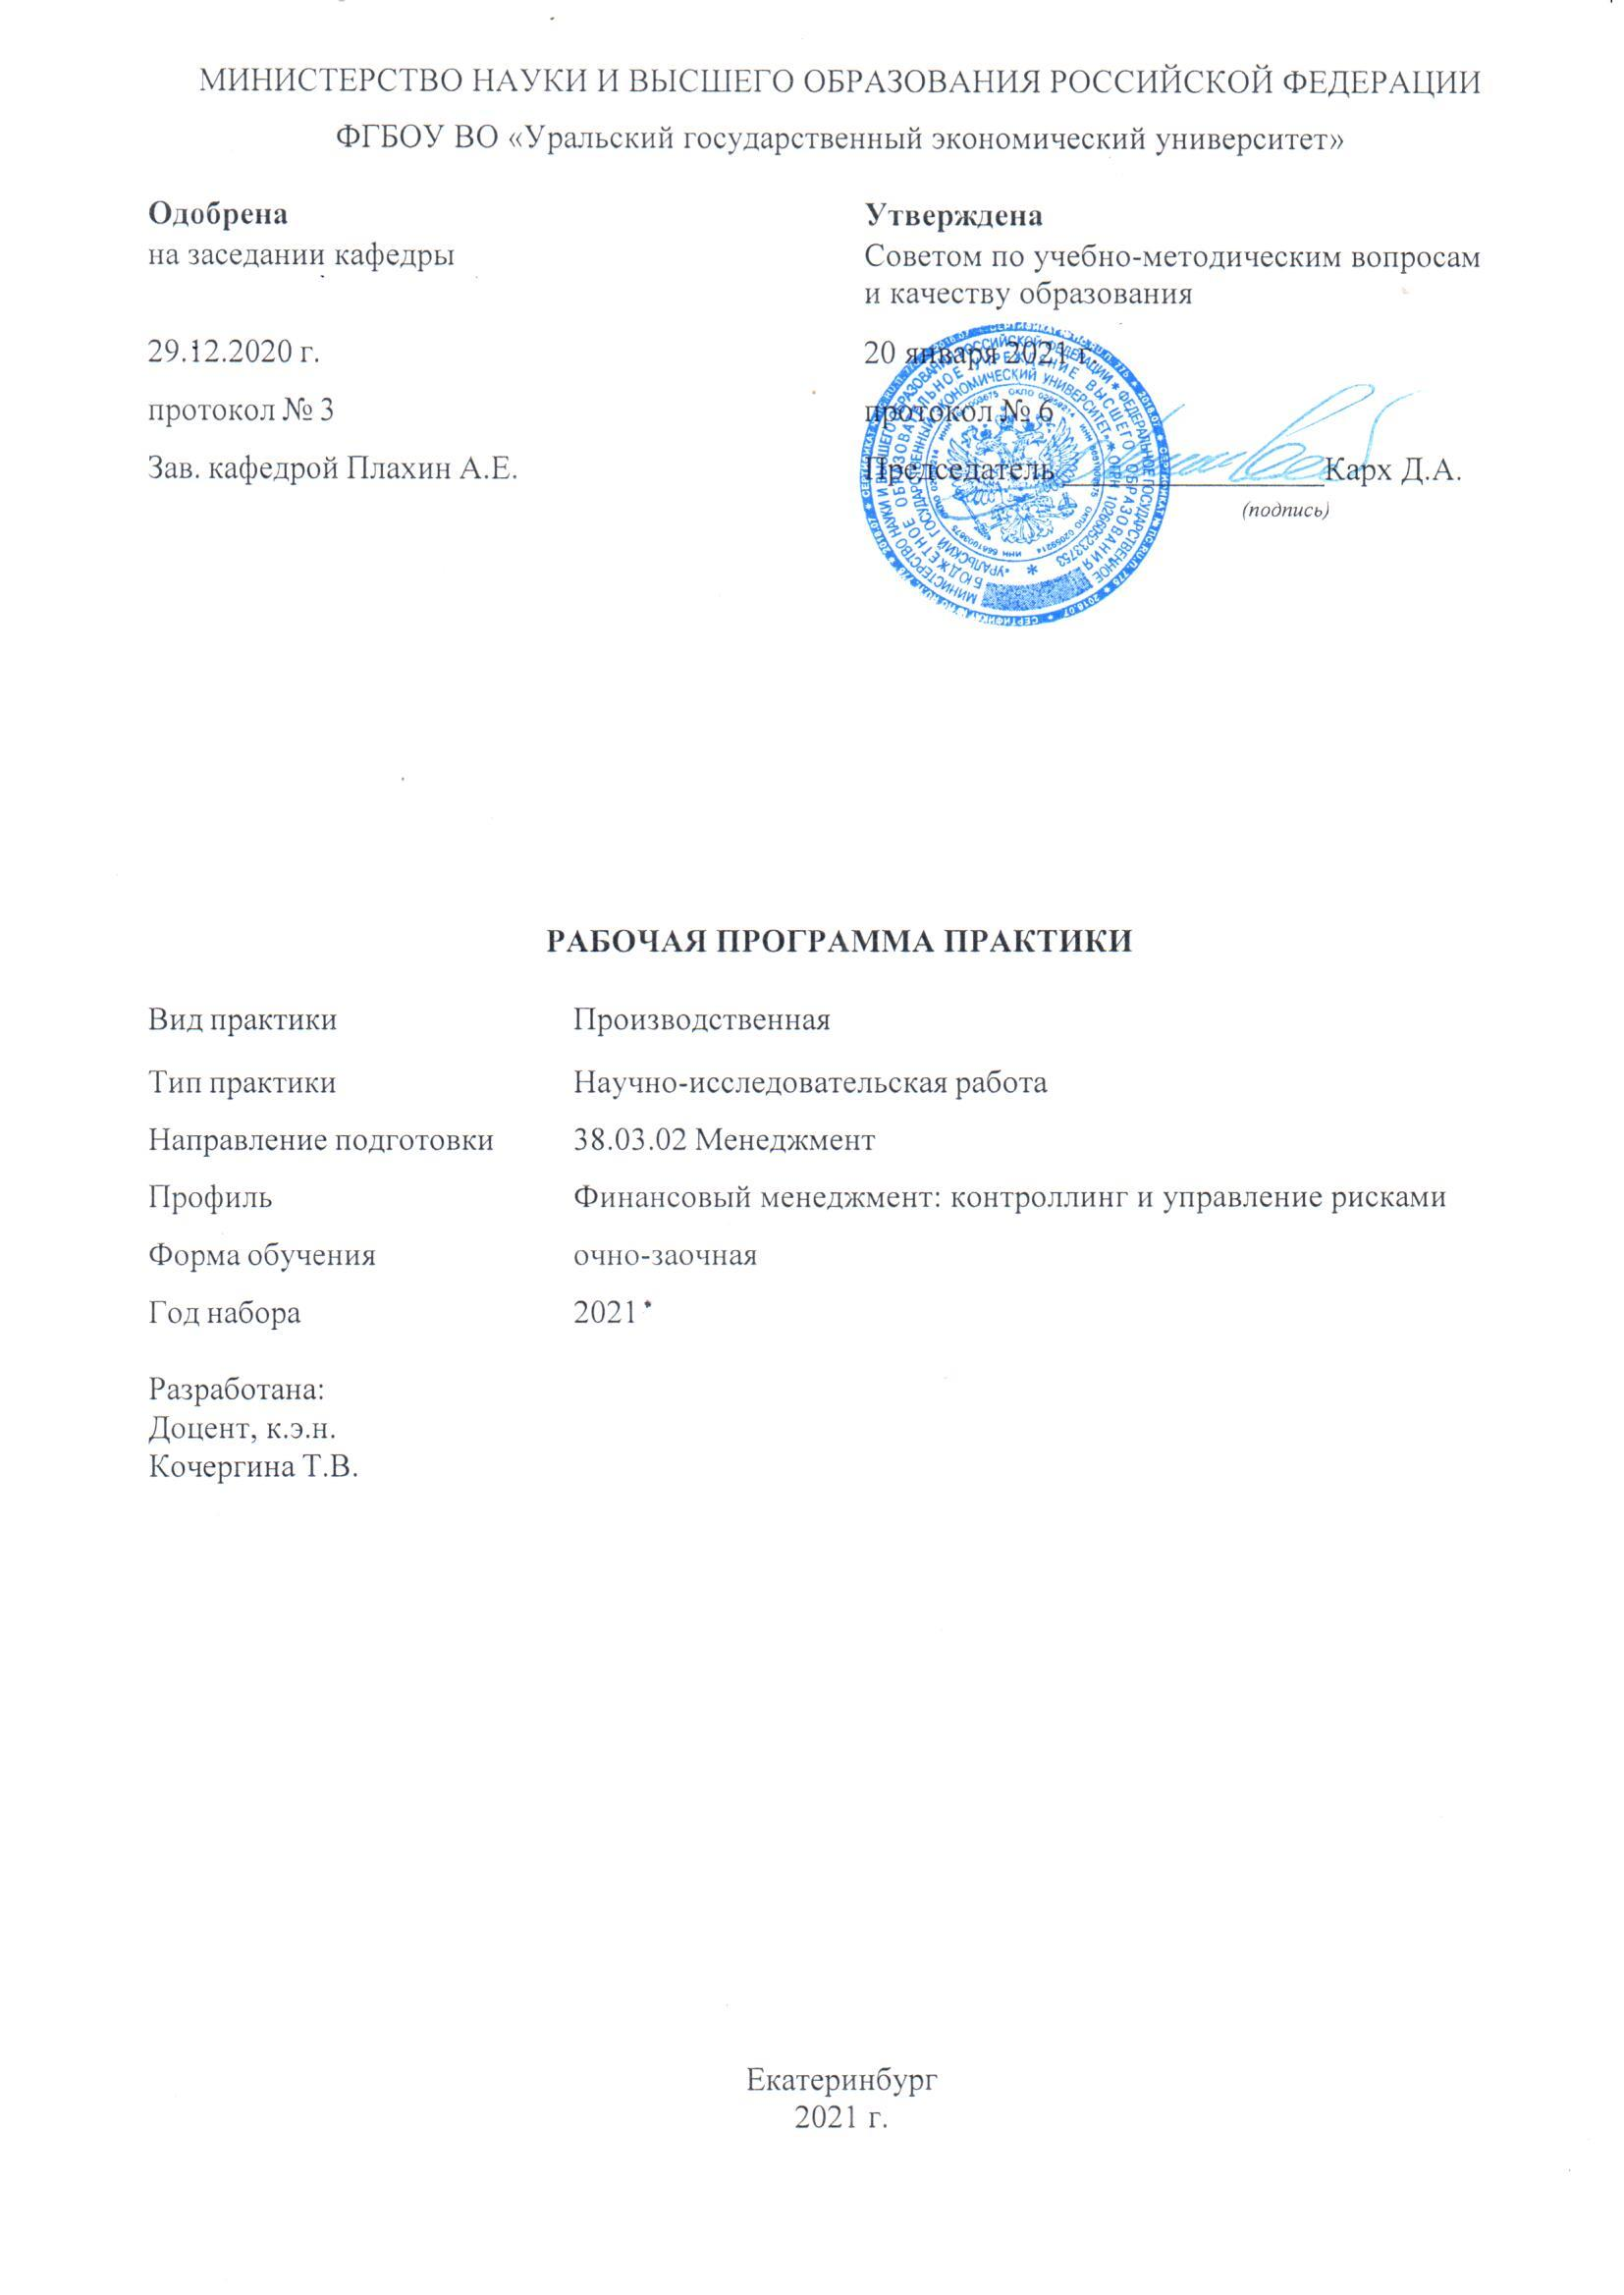 МИНИСТЕРСТВО НАУКИ И ВЫСШЕГО ОБРАЗОВАНИЯ РОССИЙСКОЙ ФЕДЕРАЦИИ
ФГБОУ ВО «Уральский государственный экономический университет»
Одобрена
на заседании кафедры
29.12.2020 г.
протокол № 3
Зав. кафедрой Плахин А.Е.
Утверждена
Советом по учебно-методическим вопросам
и качеству образования
20 января 2021 г.
протокол № 6
Председатель Карх Д.А.
(подпись)
РАБОЧАЯ ПРОГРАММА ПРАКТИКИ
Вид практики Производственная
Тип практики Научно-исследовательская работа
Направление подготовки 38.03.02 Менеджмент
Профиль Финансовый менеджмент: контроллинг и управление рисками
Форма обучения очно-заочная
Год набора 2021
Разработана:
Доцент, к.э.н.
Кочергина Т.В.
Екатеринбург
2021 г.